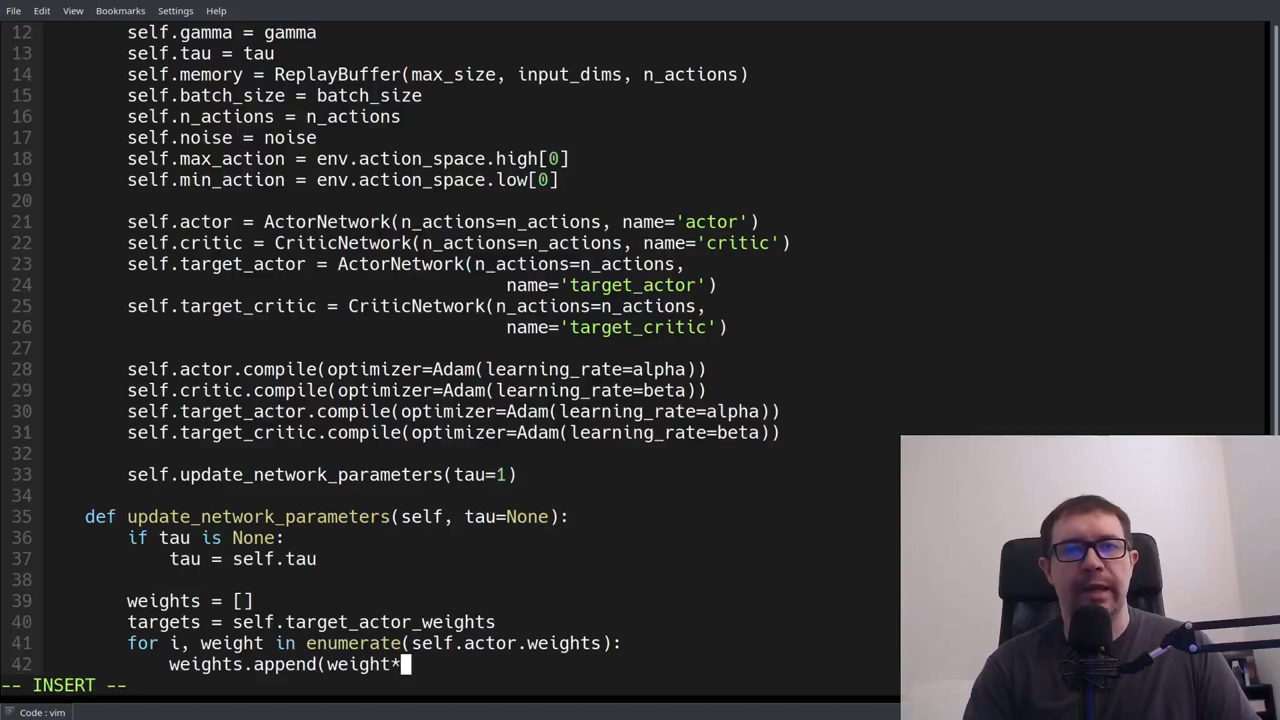 File Edit View Bookmarks Settings Help
12 self.gamma = gamma
13 self.tau = tau
14 self.memory = ReplayBuffer(max_size, input_dims, n_actions)
15 self.batch_size = batch_size
16 self.n_actions = n_actions
17 self.noise = noise
18 self.max_action = env.action_space.high[0]
19 self.min_action = env.action_space.low[0]
20
21 self.actor = ActorNetwork(n_actions=n_actions, name='actor')
22 self.critic = CriticNetwork(n_actions=n_actions, name='critic')
23 self.target_actor = ActorNetwork(n_actions=n_actions,
24 name='target_actor')
25 self.target_critic = CriticNetwork(n_actions=n_actions,
26 name='target_critic')
27
28 self.actor.compile(optimizer=Adam(learning_rate=alpha))
29 self.critic.compile(optimizer=Adam(learning_rate=beta))
30 self.target_actor.compile(optimizer=Adam(learning_rate=alpha))
31 self.target_critic.compile(optimizer=Adam(learning_rate=beta))
32
33 self.update_network_parameters(tau=1)
34
35 def update_network_parameters(self, tau=None):
36 if tau is None:
37 tau = self.tau
38
39 weights = []
40 targets = self.target_actor_weights
41 for i, weight in enumerate(self.actor.weights):
42 weights.append(weight*
-- INSERT --
Code : vim